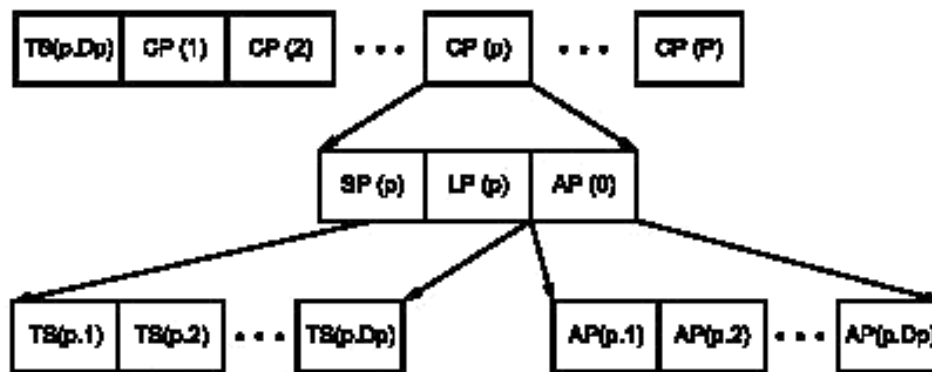 TS(p.Dp) CP (1) CP (2) ••• CP (p) ••• CP (P)
SP (p) LP (p) AP (0)
TS(p.1) TS(p.2) ••• TS(p.Dp) AP(p.1) AP(p.2) ••• AP(p.Dp)